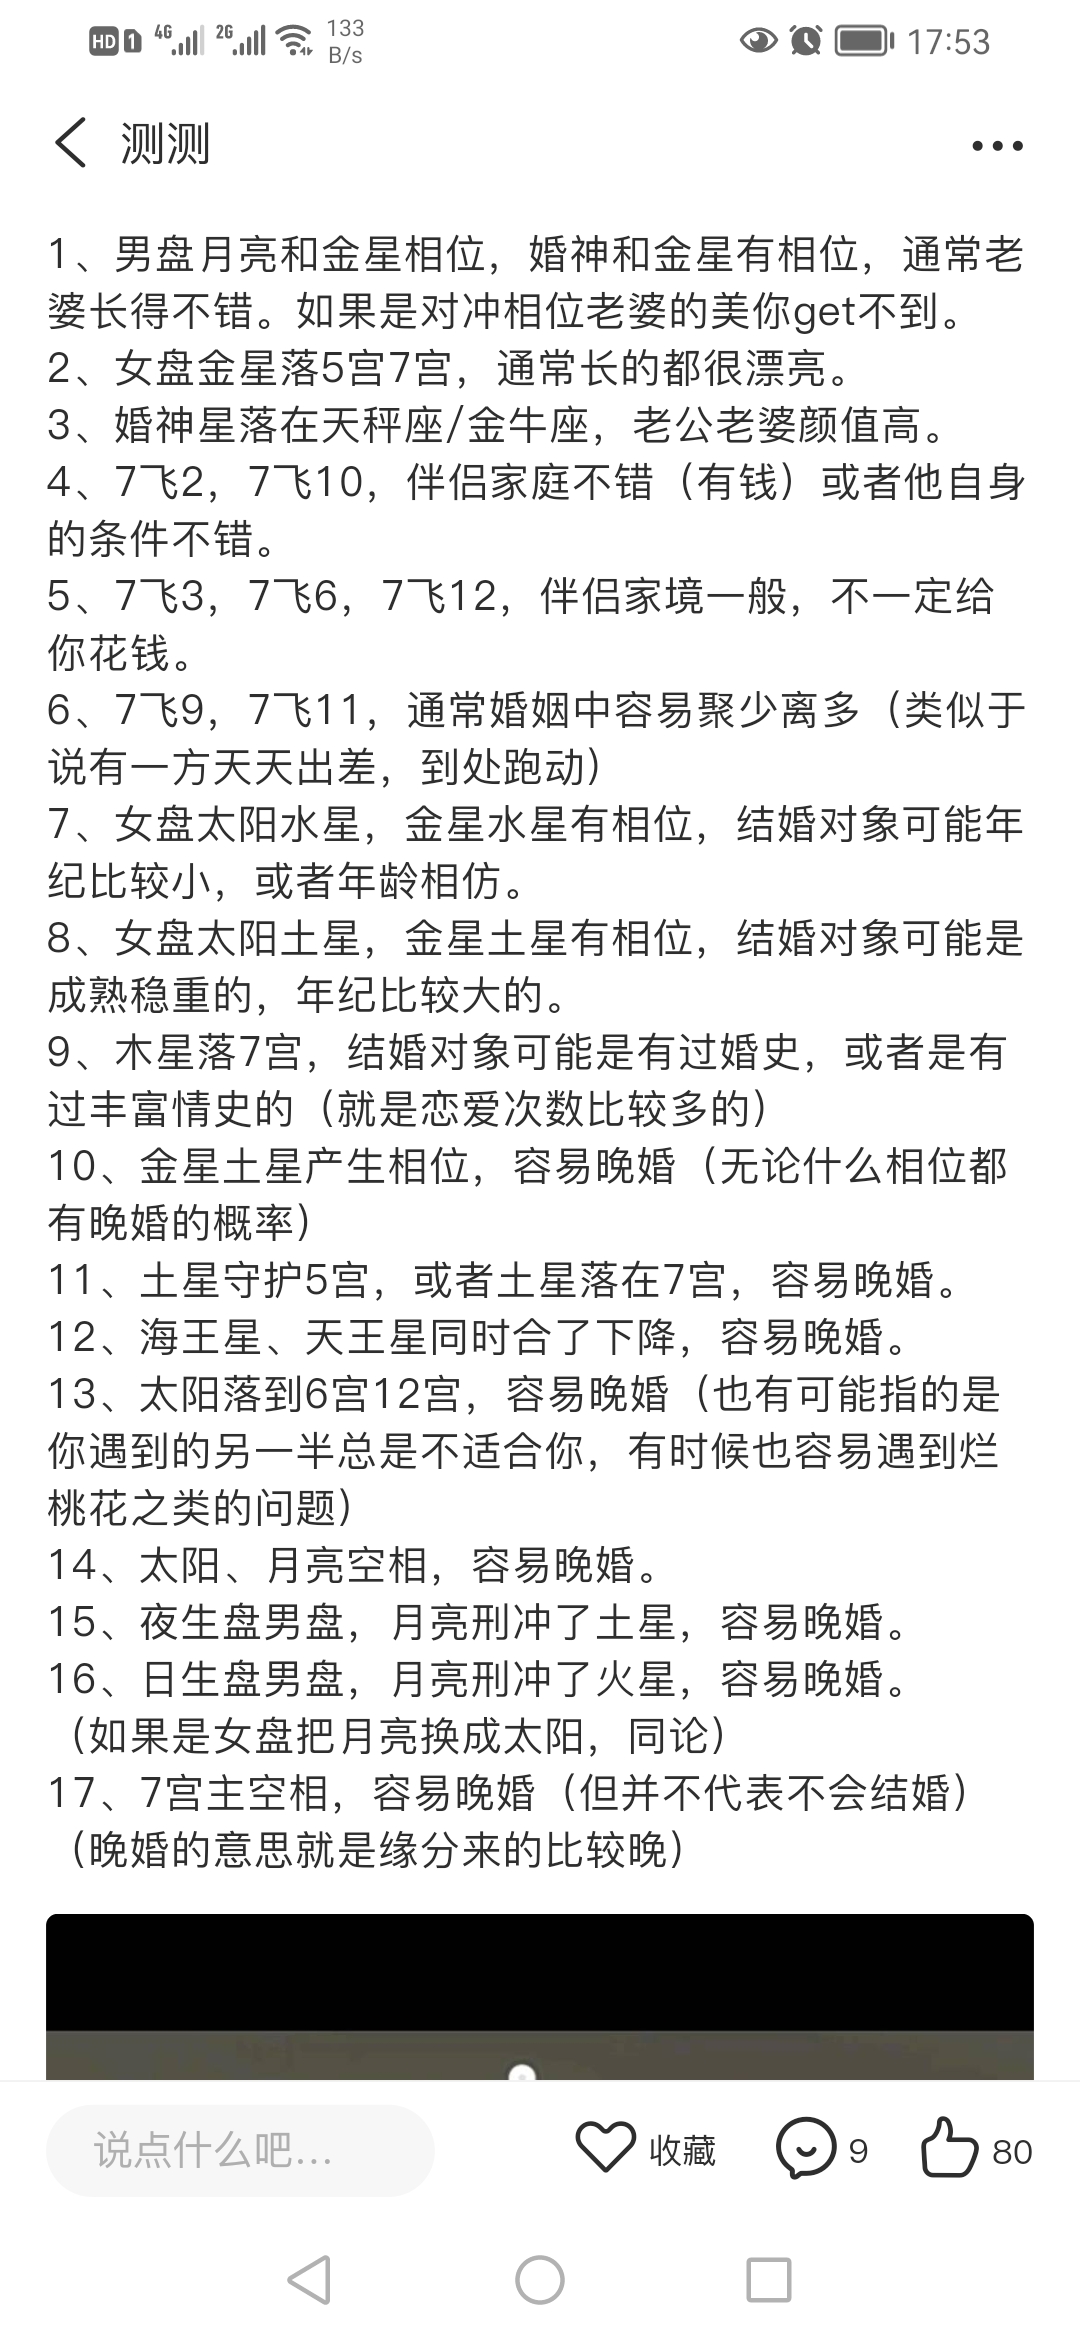 HD 1 4G 2G 133 B/s 17:53
测测
1、男盘月亮和金星相位，婚神和金星有相位，通常老
婆长得不错。如果是对冲相位老婆的美你get不到。
2、女盘金星落5宫7宫，通常长的都很漂亮。
3、婚神星落在天秤座/金牛座，老公老婆颜值高。
4、7飞2，7飞10，伴侣家庭不错（有钱）或者他自身
的条件不错。
5、7飞3，7飞6，7飞12，伴侣家境一般，不一定给
你花钱。
6、7飞9，7飞11，通常婚姻中容易聚少离多（类似于
说有一方天天出差，到处跑动）
7、女盘太阳水星，金星水星有相位，结婚对象可能年
纪比较小，或者年龄相仿。
8、女盘太阳土星，金星土星有相位，结婚对象可能是
成熟稳重的，年纪比较大的。
9、木星落7宫，结婚对象可能是有过婚史，或者是有
过丰富情史的（就是恋爱次数比较多的）
10、金星土星产生相位，容易晚婚（无论什么相位都
有晚婚的概率）
11、土星守护5宫，或者土星落在7宫，容易晚婚。
12、海王星、天王星同时合了下降，容易晚婚。
13、太阳落到6宫12宫，容易晚婚（也有可能指的是
你遇到的另一半总是不适合你，有时候也容易遇到烂
桃花之类的问题）
14、太阳、月亮空相，容易晚婚。
15、夜生盘男盘，月亮刑冲了土星，容易晚婚。
16、日生盘男盘，月亮刑冲了火星，容易晚婚。
（如果是女盘把月亮换成太阳，同论）
17、7宫主空相，容易晚婚（但并不代表不会结婚）
（晚婚的意思就是缘分来的比较晚）
说点什么吧... 收藏 9 80